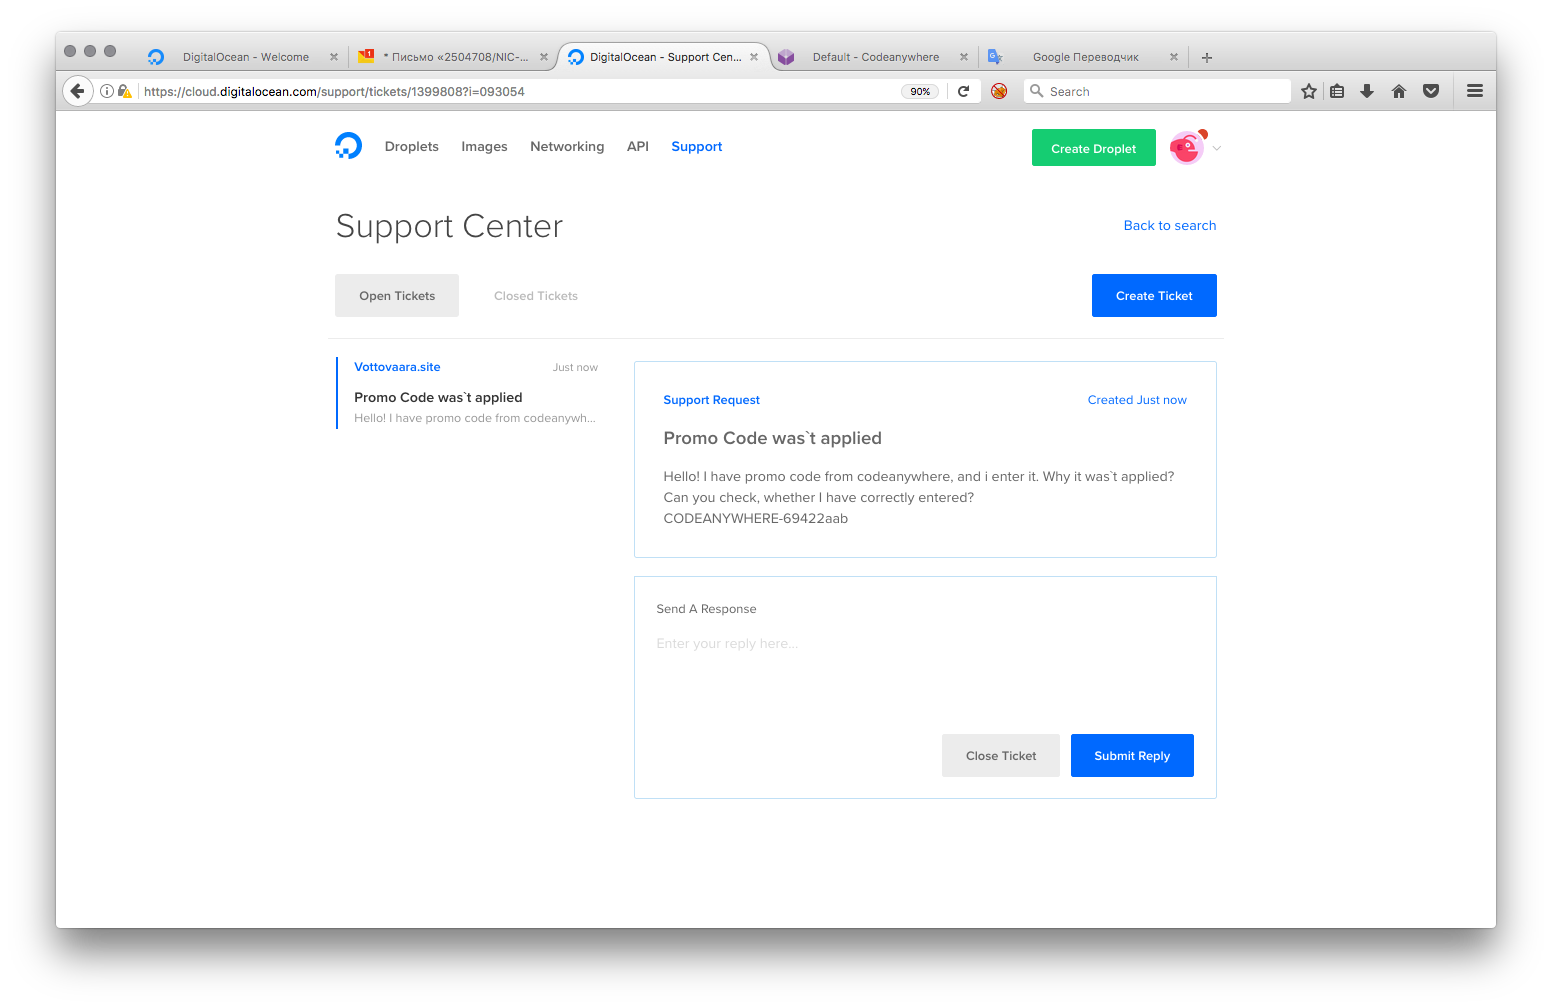 DigitalOcean - Welcome
* Письмо «2504708/NIC-...
DigitalOcean - Support Cen...
Default - Codeanywhere
Google Переводчик
https://cloud.digitalocean.com/support/tickets/1399808?i=093054
90%
Search
Droplets
Images
Networking
API
Support
Create Droplet
Support Center
Back to search
Open Tickets
Closed Tickets
Create Ticket
Vottovaara.site
Just now
Promo Code was`t applied
Hello! I have promo code from codeanywh...
Support Request
Created Just now
Promo Code was`t applied
Hello! I have promo code from codeanywhere, and i enter it. Why it was`t applied?
Can you check, whether I have correctly entered?
CODEANYWHERE-69422aab
Send A Response
Enter your reply here...
Close Ticket
Submit Reply